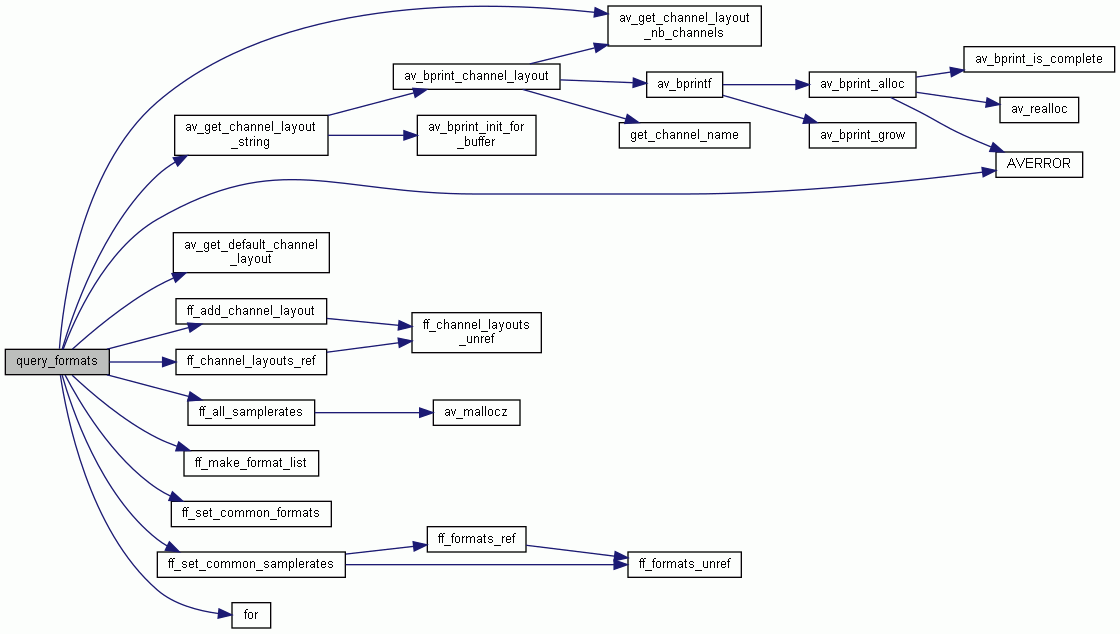 av_get_channel_layout
_nb_channels
av_bprint_is_complete
av_bprint_channel_layout
av_bprintf
av_bprint_alloc
av_realloc
av_get_channel_layout
_string
av_bprint_init_for
_buffer
get_channel_name
av_bprint_grow
AVERROR
av_get_default_channel
_layout
ff_add_channel_layout
ff_channel_layouts
_unref
query_formats
ff_channel_layouts_ref
ff_all_samplerates
av_mallocz
ff_make_format_list
ff_set_common_formats
ff_formats_ref
ff_set_common_samplerates
ff_formats_unref
for